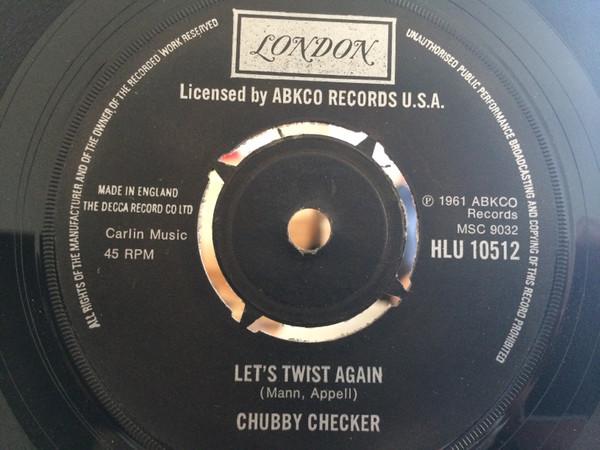 LONDON
Licensed by ABKCO RECORDS U.S.A.
ALL RIGHTS OF THE MANUFACTURER AND OF THE OWNER OF THE RECORDED WORK RESERVED
UNAUTHORISED PUBLIC PERFORMANCE BROADCASTING AND COPYING OF THIS RECORD PROHIBITED
MADE IN ENGLAND
THE DECCA RECORD CO LTD
Carlin Music
45 RPM
℗ 1961 ABKCO
Records
MSC 9032
HLU 10512
LET'S TWIST AGAIN
(Mann, Appell)
CHUBBY CHECKER